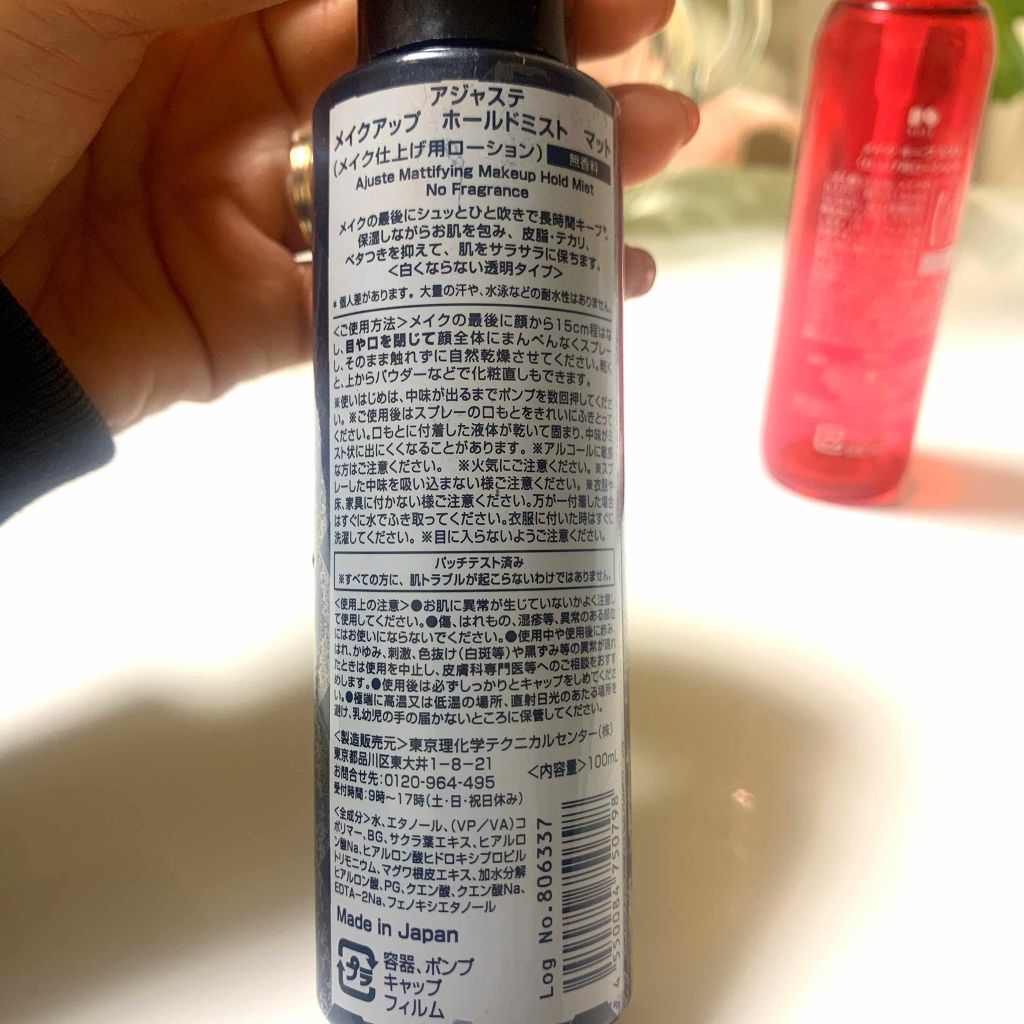 アジャステ
メイクアップ ホールドミスト マット
(メイク仕上げ用ローション) 無香料
Ajuste Mattifying Makeup Hold Mist
No Fragrance
メイクの最後にシュッとひと吹きで長時間キープ*。
保湿しながらお肌を包み、皮脂・テカリ、
ベタつきを抑えて、肌をサラサラに保ちます。
<白くならない透明タイプ>
* 個人差があります。大量の汗や、水泳などの耐水性はありません。
<ご使用方法>メイクの最後に顔から15cm程はな
し、目や口を閉じて顔全体にまんべんなくスプレー
し、そのまま触れずに自然乾燥させてください。乾く
と、上からパウダーなどで化粧直しもできます。
※使いはじめは、中味が出るまでポンプを数回押してくださ
い。※ご使用後はスプレーの口もとをきれいにふきとって
ください。口もとに付着した液体が乾いて固まり、中味がミ
スト状に出にくくなることがあります。※アルコールに敏感
な方はご注意ください。 ※火気にご注意ください。※スプ
レーした中味を吸い込まない様ご注意ください。※衣服や
床、家具に付かない様ご注意ください。万が一付着した場合
はすぐに水でふき取ってください。衣服に付いた時はすぐに
洗濯してください。※目に入らないようご注意ください。
パッチテスト済み
※すべての方に、肌トラブルが起こらないわけではありません。
<使用上の注意>●お肌に異常が生じていないかよく注意し
て使用してください。●傷、はれもの、湿疹等、異常のある部位
にはお使いにならないでください。●使用中や使用後に赤み、
はれ、かゆみ、刺激、色抜け(白斑等)や黒ずみ等の異常が現れ
たときは使用を中止し、皮膚科専門医等へのご相談をおすす
めします。●使用後は必ずしっかりとキャップをしめてくださ
い。●極端に高温又は低温の場所、直射日光のあたる場所を
避け、乳幼児の手の届かないところに保管してください。
<製造販売元>東京理化学テクニカルセンター(株)
東京都品川区東大井1-8-21
お問合せ先:0120-964-495 <内容量>100mL
受付時間:9時〜17時(土・日・祝日休み)
<全成分>水、エタノール、(VP/VA)コ
ポリマー、BG、サクラ葉エキス、ヒアルロ
ン酸Na、ヒアルロン酸ヒドロキシプロピル
トリモニウム、マグワ根皮エキス、加水分解
ヒアルロン酸、PG、クエン酸、クエン酸Na、
EDTA-2Na、フェノキシエタノール
Made in Japan
プラ
容器、ポンプ
キャップ
フィルム
Log No.806337
4 550084 750798